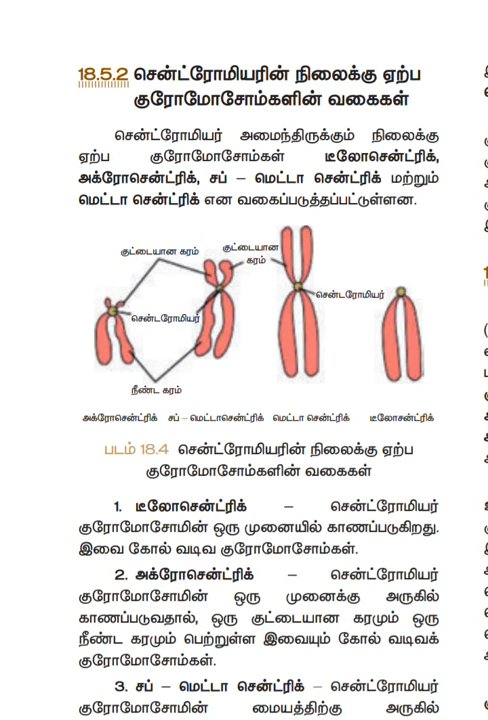 18.5.2 சென்ட்ரோமியரின் நிலைக்கு ஏற்ப
குரோமோசோம்களின் வகைகள்
சென்ட்ரோமியர் அமைந்திருக்கும் நிலைக்கு
ஏற்ப குரோமோசோம்கள் டீலோசென்ட்ரிக்,
அக்ரோசென்ட்ரிக், சப் – மெட்டா சென்ட்ரிக் மற்றும்
மெட்டா சென்ட்ரிக் என வகைப்படுத்தப்பட்டுள்ளன.
குட்டையான கரம்
குட்டையான
கரம்
சென்டரோமியர்
சென்டரோமியர்
நீண்ட கரம்
அக்ரோசென்ட்ரிக் சப் – மெட்டாசென்ட்ரிக் மெட்டா சென்ட்ரிக் டீலோசென்ட்ரிக்
படம் 18.4 சென்ட்ரோமியரின் நிலைக்கு ஏற்ப
குரோமோசோம்களின் வகைகள்
1. டீலோசென்ட்ரிக் – சென்ட்ரோமியர்
குரோமோசோமின் ஒரு முனையில் காணப்படுகிறது.
இவை கோல் வடிவ குரோமோசோம்கள்.
2. அக்ரோசென்ட்ரிக் – சென்ட்ரோமியர்
குரோமோசோமின் ஒரு முனைக்கு அருகில்
காணப்படுவதால், ஒரு குட்டையான கரமும் ஒரு
நீண்ட கரமும் பெற்றுள்ள இவையும் கோல் வடிவக்
குரோமோசோம்கள்.
3. சப் – மெட்டா சென்ட்ரிக் – சென்ட்ரோமியர்
குரோமோசோமின் மையத்திற்கு அருகில்